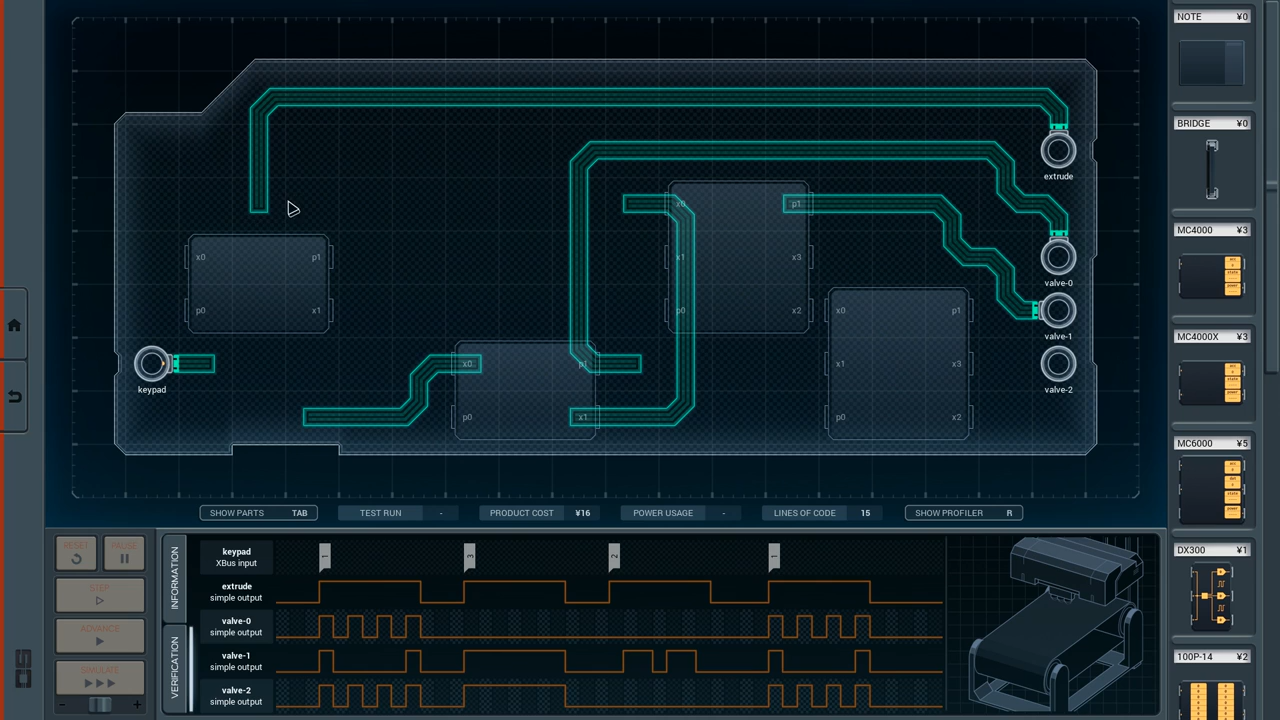 NOTE ¥0
BRIDGE ¥0
MC4000 ¥3
MC4000X ¥3
MC6000 ¥5
DX300 ¥1
100P-14 ¥2
extrude
valve-0
valve-1
valve-2
keypad
x0 p1
p0 x1
x0 p1
p0 x1
x0 p1
x1 x3
p0 x2
x0 p1
x1 x3
p0 x2
SHOW PARTS TAB
TEST RUN -
PRODUCT COST ¥16
POWER USAGE -
LINES OF CODE 15
SHOW PROFILER R
RESET
PAUSE
STEP
ADVANCE
SIMULATE
- +
INFORMATION
VERIFICATION
keypad
XBus input
1 3 2 1
extrude
simple output
valve-0
simple output
valve-1
simple output
valve-2
simple output